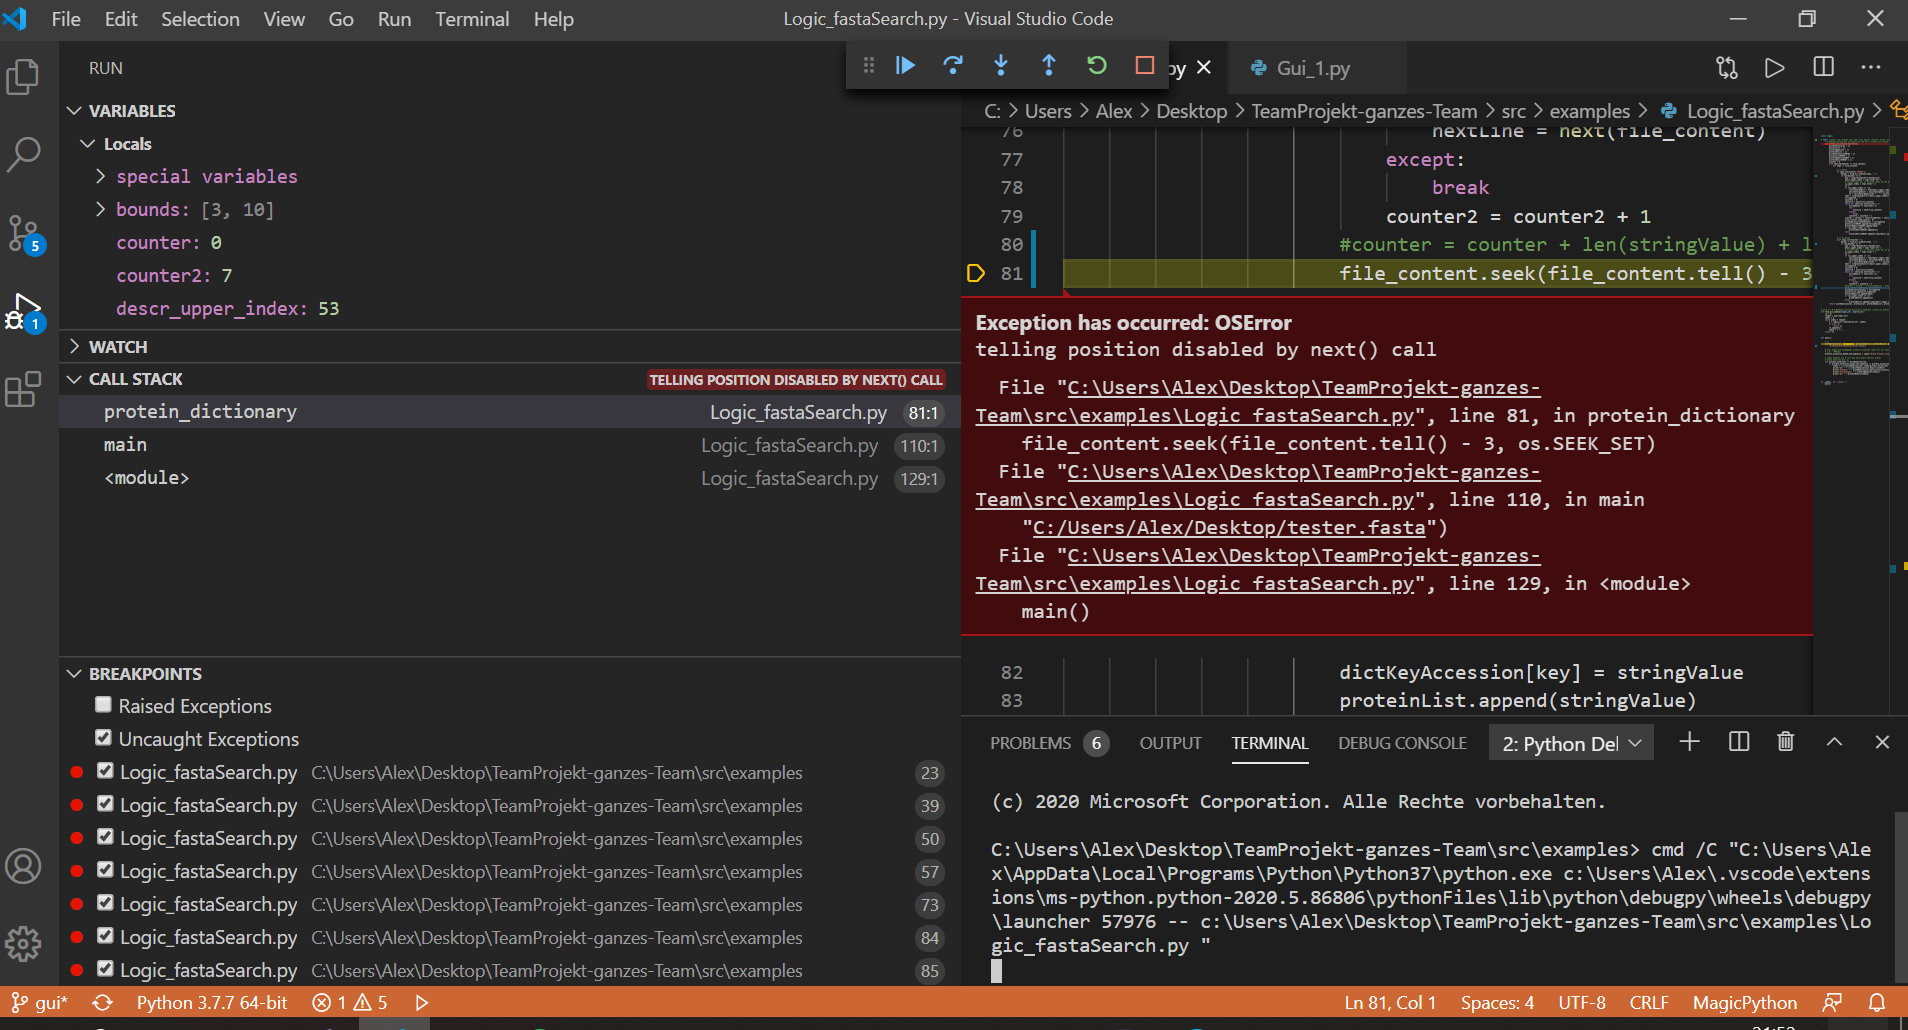 File Edit Selection View Go Run Terminal Help
Logic_fastaSearch.py - Visual Studio Code
RUN
VARIABLES
Locals
special variables
bounds: [3, 10]
counter: 0
counter2: 7
descr_upper_index: 53
WATCH
CALL STACK TELLING POSITION DISABLED BY NEXT() CALL
protein_dictionary Logic_fastaSearch.py 81:1
main Logic_fastaSearch.py 110:1
<module> Logic_fastaSearch.py 129:1
BREAKPOINTS
Raised Exceptions
Uncaught Exceptions
Logic_fastaSearch.py C:\Users\Alex\Desktop\TeamProjekt-ganzes-Team\src\examples 23
Logic_fastaSearch.py C:\Users\Alex\Desktop\TeamProjekt-ganzes-Team\src\examples 39
Logic_fastaSearch.py C:\Users\Alex\Desktop\TeamProjekt-ganzes-Team\src\examples 50
Logic_fastaSearch.py C:\Users\Alex\Desktop\TeamProjekt-ganzes-Team\src\examples 57
Logic_fastaSearch.py C:\Users\Alex\Desktop\TeamProjekt-ganzes-Team\src\examples 73
Logic_fastaSearch.py C:\Users\Alex\Desktop\TeamProjekt-ganzes-Team\src\examples 84
Logic_fastaSearch.py C:\Users\Alex\Desktop\TeamProjekt-ganzes-Team\src\examples 85
5
1
py Gui_1.py
C: > Users > Alex > Desktop > TeamProjekt-ganzes-Team > src > examples > Logic_fastaSearch.py >
76 nextLine = next(file_content)
77 except:
78 break
79 counter2 = counter2 + 1
80 #counter = counter + len(stringValue) + l
81 file_content.seek(file_content.tell() - 3
Exception has occurred: OSError
telling position disabled by next() call
File "C:\Users\Alex\Desktop\TeamProjekt-ganzes-
Team\src\examples\Logic_fastaSearch.py", line 81, in protein_dictionary
file_content.seek(file_content.tell() - 3, os.SEEK_SET)
File "C:\Users\Alex\Desktop\TeamProjekt-ganzes-
Team\src\examples\Logic_fastaSearch.py", line 110, in main
"C:/Users/Alex/Desktop/tester.fasta")
File "C:\Users\Alex\Desktop\TeamProjekt-ganzes-
Team\src\examples\Logic_fastaSearch.py", line 129, in <module>
main()
82 dictKeyAccession[key] = stringValue
83 proteinList.append(stringValue)
PROBLEMS 6 OUTPUT TERMINAL DEBUG CONSOLE 2: Python Del
(c) 2020 Microsoft Corporation. Alle Rechte vorbehalten.
C:\Users\Alex\Desktop\TeamProjekt-ganzes-Team\src\examples> cmd /C "C:\Users\Ale
x\AppData\Local\Programs\Python\Python37\python.exe c:\Users\Alex\.vscode\extens
ions\ms-python.python-2020.5.86806\pythonFiles\lib\python\debugpy\wheels\debugpy
\launcher 57976 -- c:\Users\Alex\Desktop\TeamProjekt-ganzes-Team\src\examples\Lo
gic_fastaSearch.py "
gui* Python 3.7.7 64-bit 1 5 Ln 81, Col 1 Spaces: 4 UTF-8 CRLF MagicPython